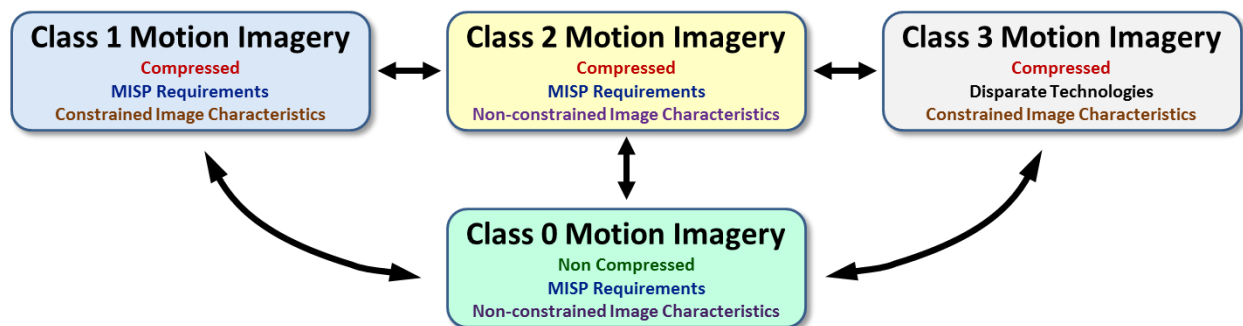 Class 1 Motion Imagery
Compressed
MISP Requirements
Constrained Image Characteristics
Class 2 Motion Imagery
Compressed
MISP Requirements
Non-constrained Image Characteristics
Class 3 Motion Imagery
Compressed
Disparate Technologies
Constrained Image Characteristics
Class 0 Motion Imagery
Non Compressed
MISP Requirements
Non-constrained Image Characteristics